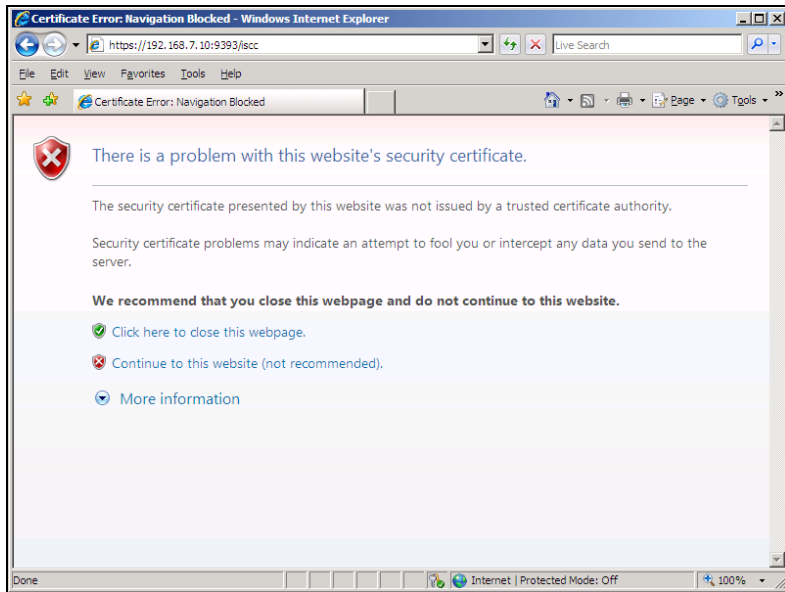 Certificate Error: Navigation Blocked - Windows Internet Explorer
https://192.168.7.10:9393/iscc
Live Search
File Edit View Favorites Tools Help
Certificate Error: Navigation Blocked
Page Tools »
There is a problem with this website's security certificate.
The security certificate presented by this website was not issued by a trusted certificate authority.
Security certificate problems may indicate an attempt to fool you or intercept any data you send to the
server.
We recommend that you close this webpage and do not continue to this website.
Click here to close this webpage.
Continue to this website (not recommended).
More information
Done
Internet | Protected Mode: Off
100%